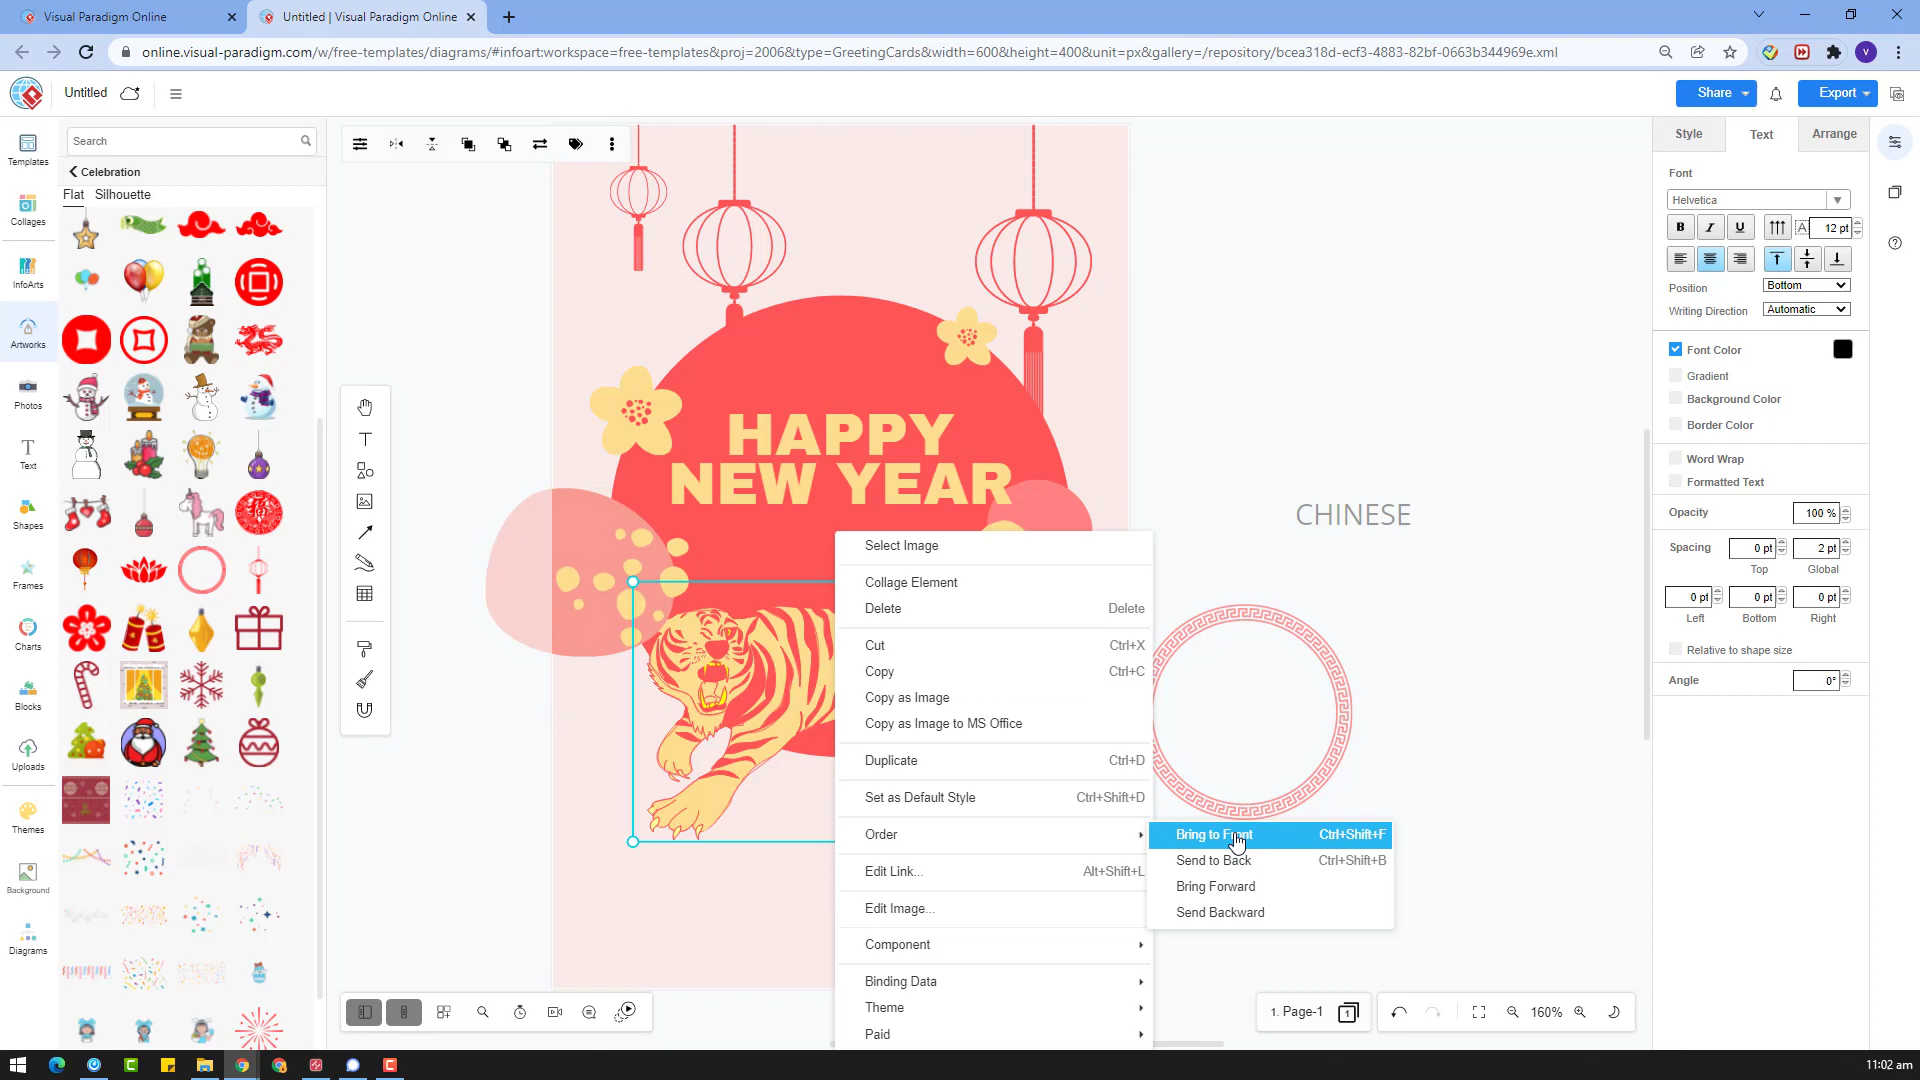 Visual Paradigm Online
Untitled | Visual Paradigm Online
online.visual-paradigm.com/w/free-templates/diagrams/#infoart:workspace=free-templates&proj=2006&type=GreetingCards&width=600&height=400&unit=px&gallery=/repository/bcea318d-ecf3-4883-82bf-0663b344969e.xml
V
Untitled
Share
Export
Templates
Collages
InfoArts
Artworks
Photos
Text
Shapes
Frames
Charts
Blocks
Uploads
Themes
Background
Diagrams
Search
Celebration
Flat Silhouette
HAPPY
NEW YEAR
CHINESE
Select Image
Collage Element
Delete Delete
Cut Ctrl+X
Copy Ctrl+C
Copy as Image
Copy as Image to MS Office
Duplicate Ctrl+D
Set as Default Style Ctrl+Shift+D
Order
Edit Link... Alt+Shift+L
Edit Image...
Component
Binding Data
Theme
Paid
Bring to Front Ctrl+Shift+F
Send to Back Ctrl+Shift+B
Bring Forward
Send Backward
Style Text Arrange
Font
Helvetica
B I U A 12 pt
Position Bottom
Writing Direction Automatic
Font Color
Gradient
Background Color
Border Color
Word Wrap
Formatted Text
Opacity 100 %
Spacing 0 pt 2 pt
Top Global
0 pt 0 pt 0 pt
Left Bottom Right
Relative to shape size
Angle 0°
1. Page-1 1
160%
11:02 am